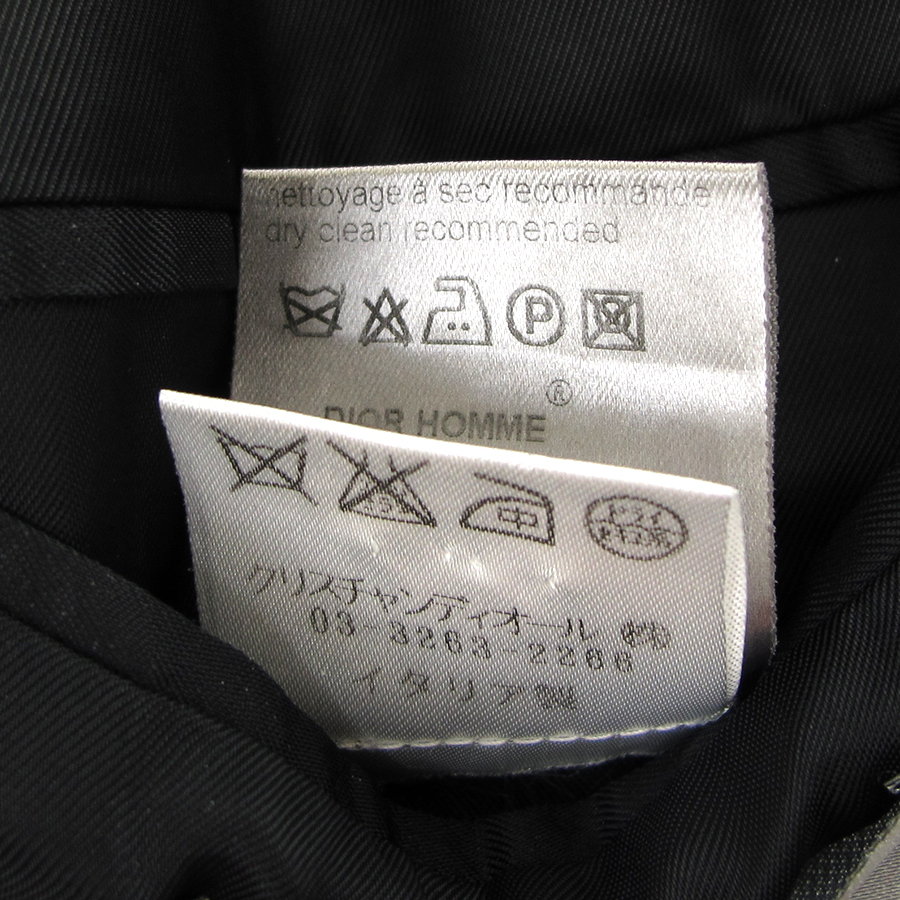 nettoyage à sec recommande
dry clean recommended
P
®
DIOR HOMME
中
ドライ
クリスチャンディオール ㈱
03-3263-2266
イタリア製